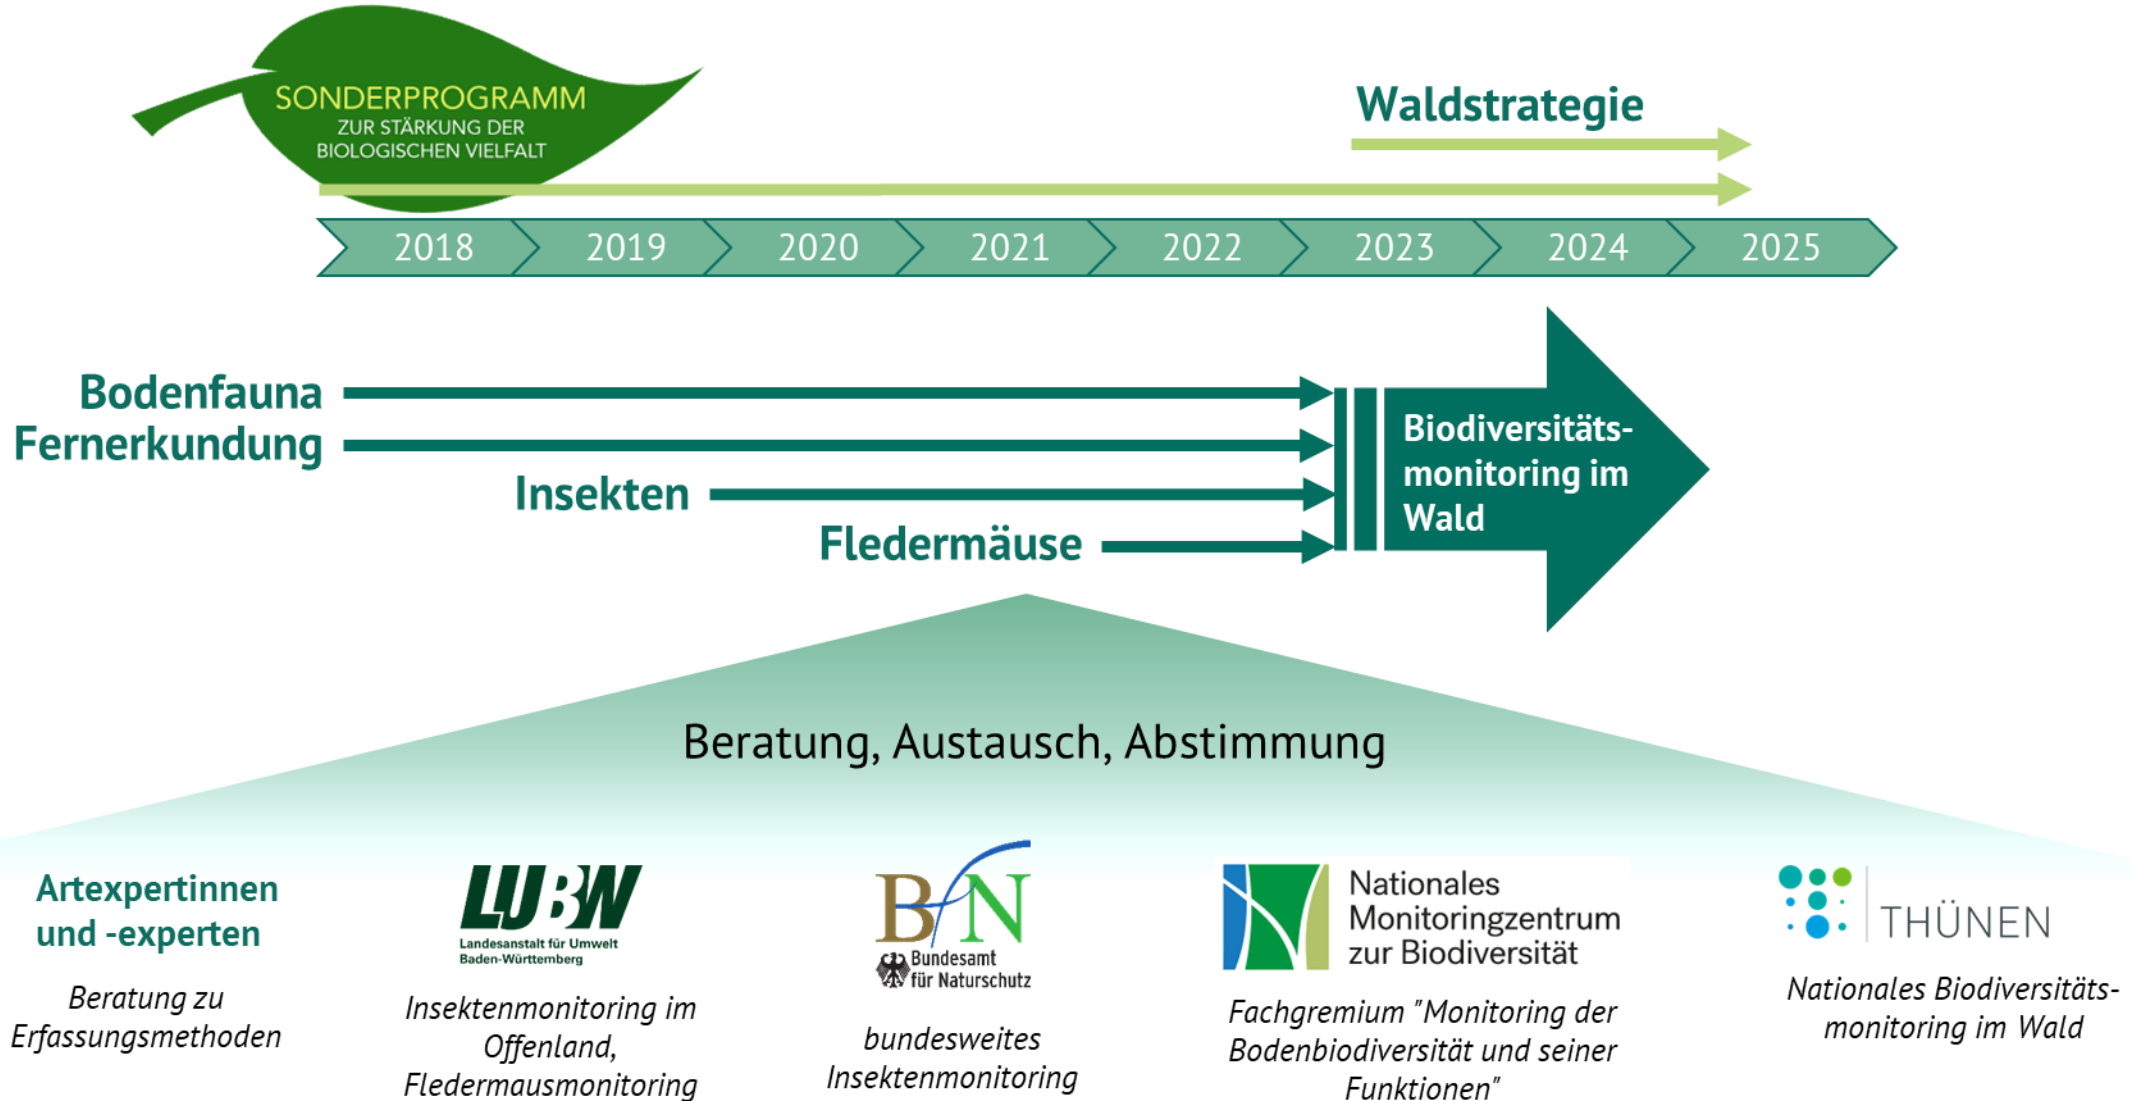 SONDERPROGRAMM
ZUR STÄRKUNG DER
BIOLOGISCHEN VIELFALT
Waldstrategie
2018 2019 2020 2021 2022 2023 2024 2025
Bodenfauna
Fernerkundung
Insekten
Fledermäuse
Biodiversitäts-
monitoring im
Wald
Beratung, Austausch, Abstimmung
Artexpertinnen
und -experten
Beratung zu
Erfassungsmethoden
LUBW
Landesanstalt für Umwelt
Baden-Württemberg
Insektenmonitoring im
Offenland,
Fledermausmonitoring
BfN
Bundesamt
für Naturschutz
bundesweites
Insektenmonitoring
Nationales
Monitoringzentrum
zur Biodiversität
Fachgremium "Monitoring der
Bodenbiodiversität und seiner
Funktionen"
THÜNEN
Nationales Biodiversitäts-
monitoring im Wald